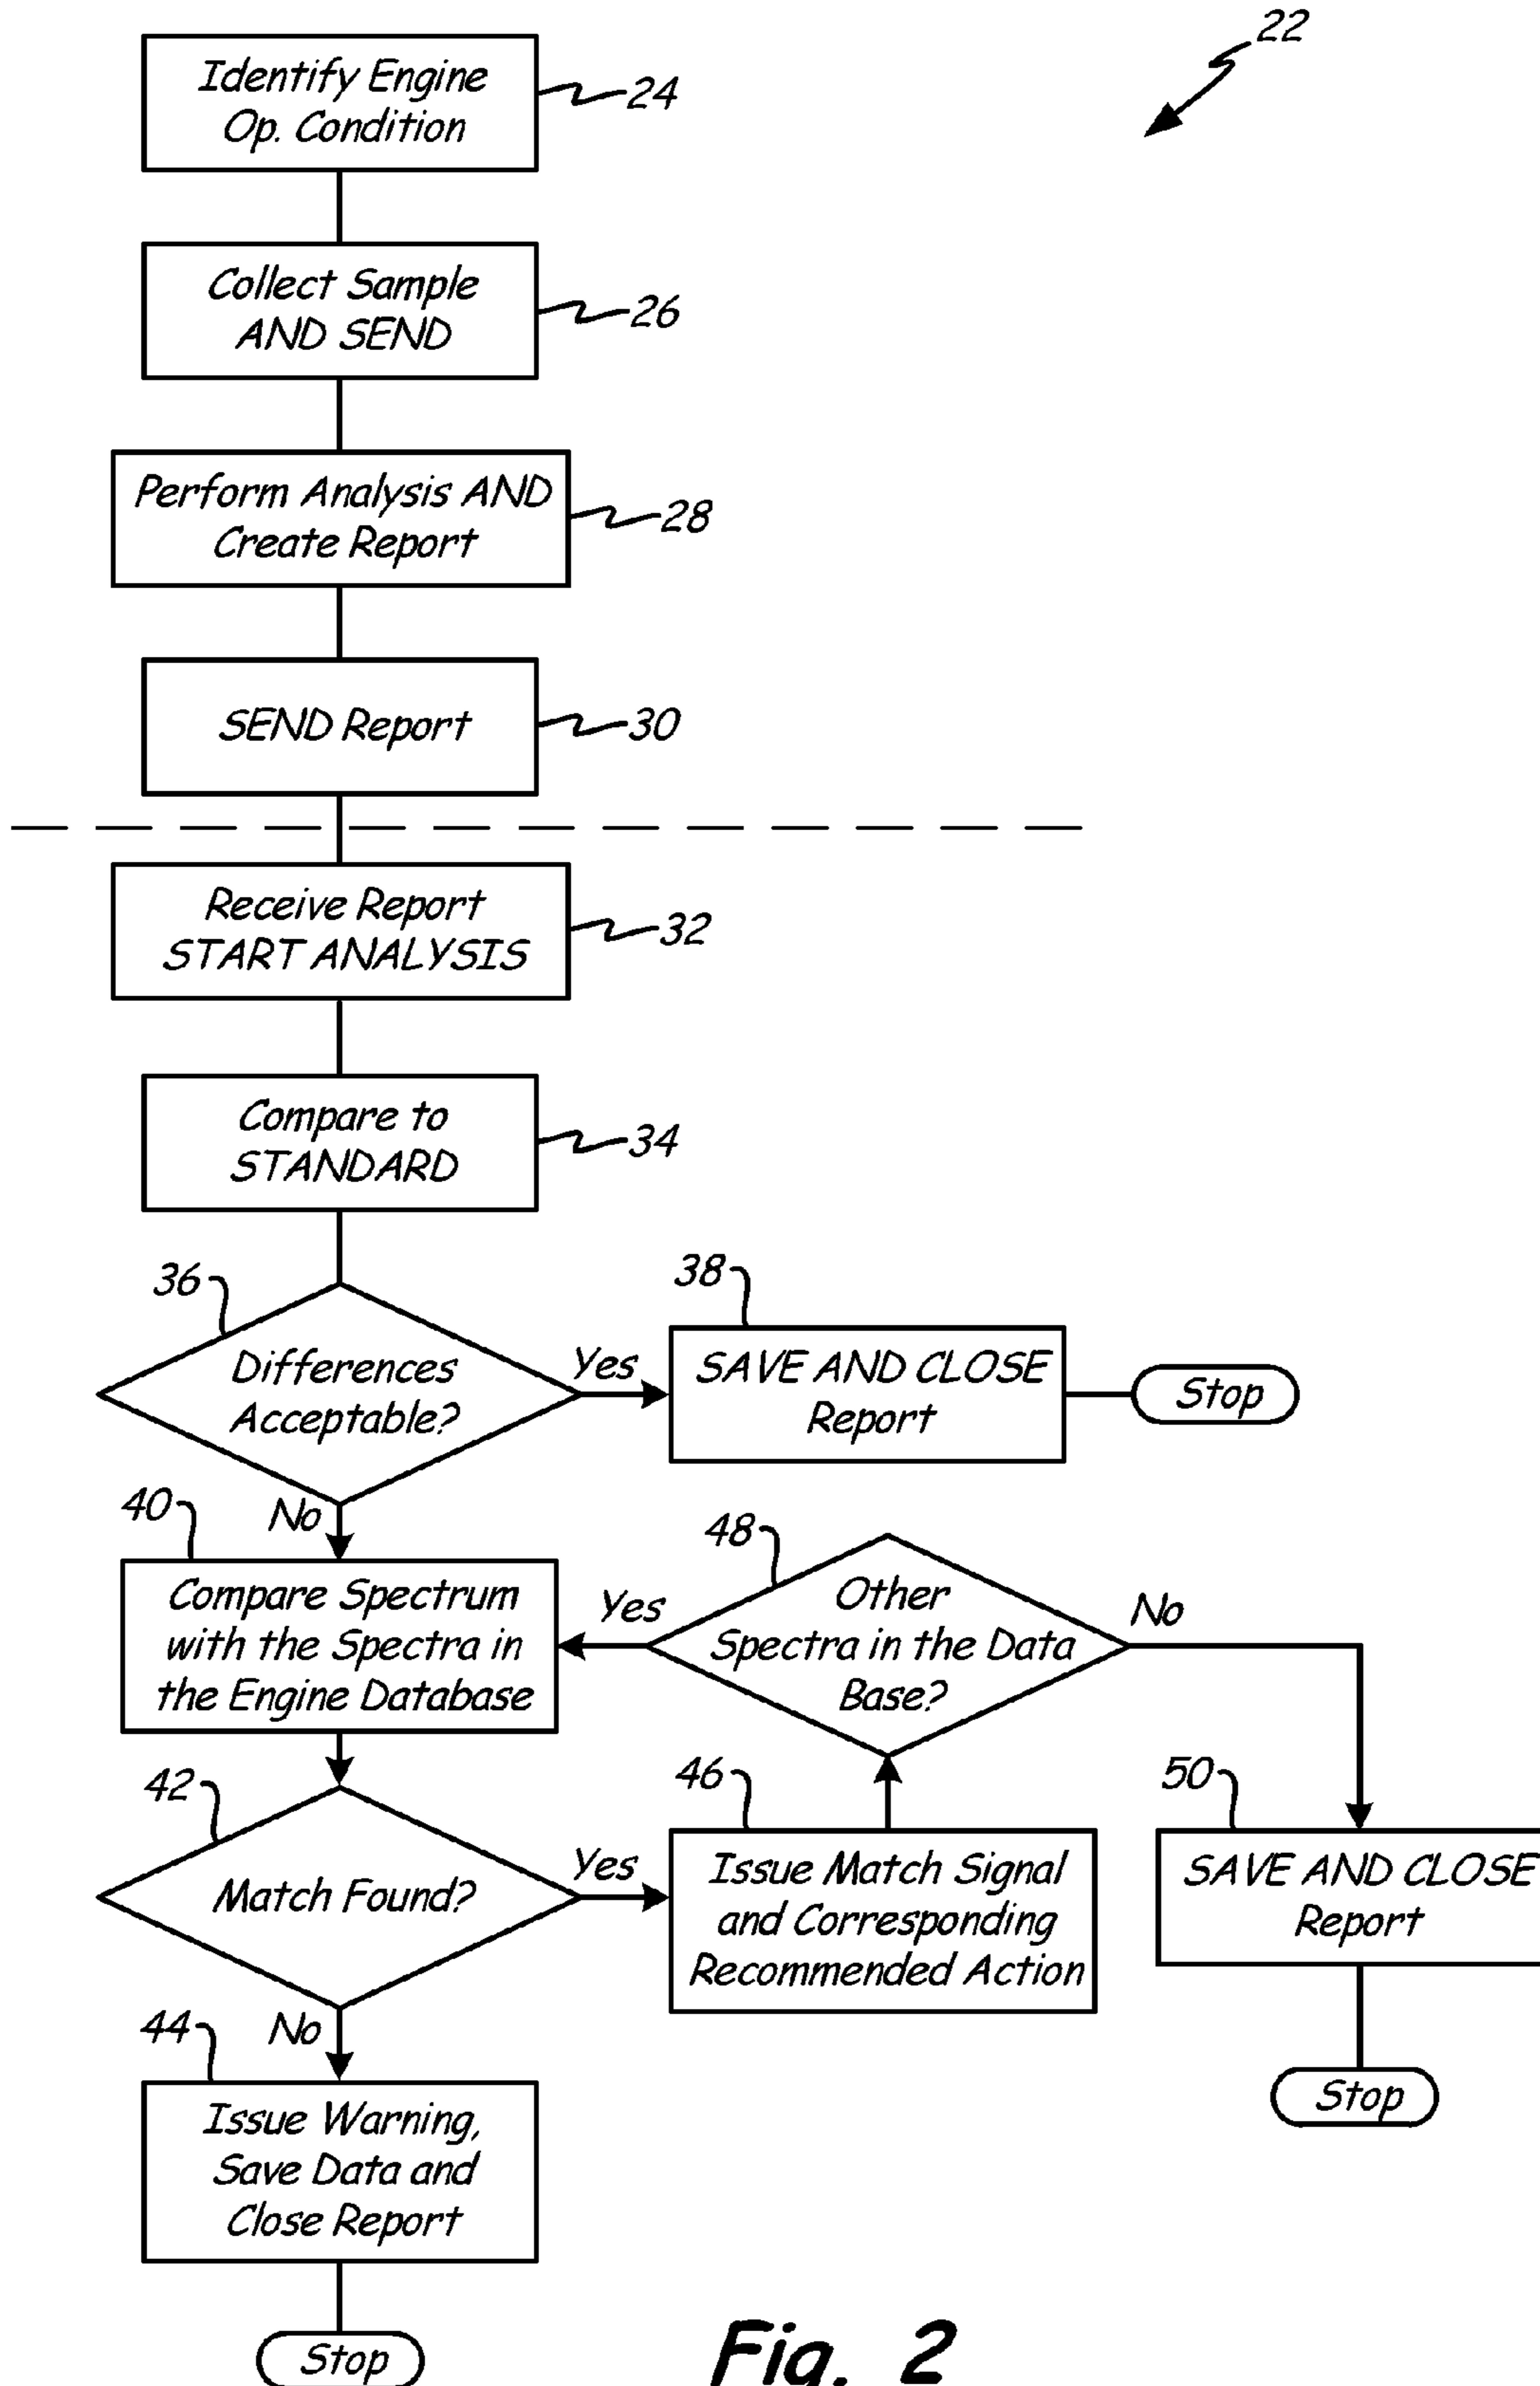 22
Identify Engine
Op. Condition
24
Collect Sample
AND SEND
26
Perform Analysis AND
Create Report
28
SEND Report
30
Receive Report
START ANALYSIS
32
Compare to
STANDARD
34
36
Differences
Acceptable?
Yes
38
SAVE AND CLOSE
Report
Stop
No
40
Compare Spectrum
with the Spectra in
the Engine Database
Yes
48
Other
Spectra in the Data
Base?
No
42
Match Found?
Yes
46
Issue Match Signal
and Corresponding
Recommended Action
50
SAVE AND CLOSE
Report
Stop
No
44
Issue Warning,
Save Data and
Close Report
Stop
Fig. 2